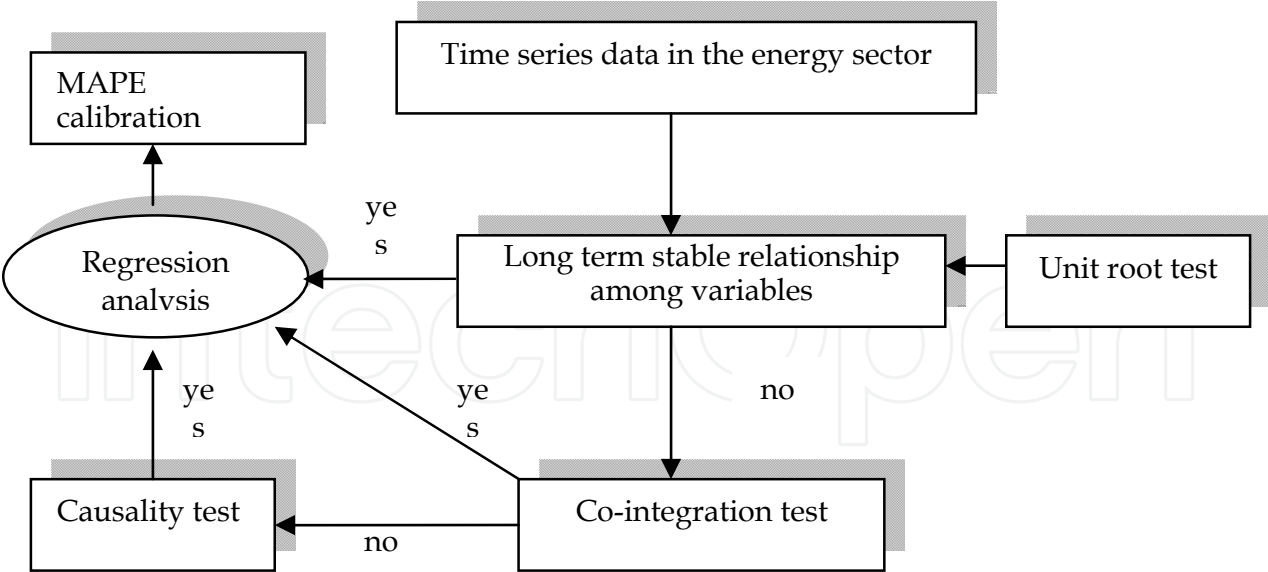 Time series data in the energy sector
MAPE
calibration
ye
s
Regression
analvsis
Long term stable relationship
among variables
Unit root test
ye
s
ye
s
no
Causality test
no
Co-integration test
intechopen